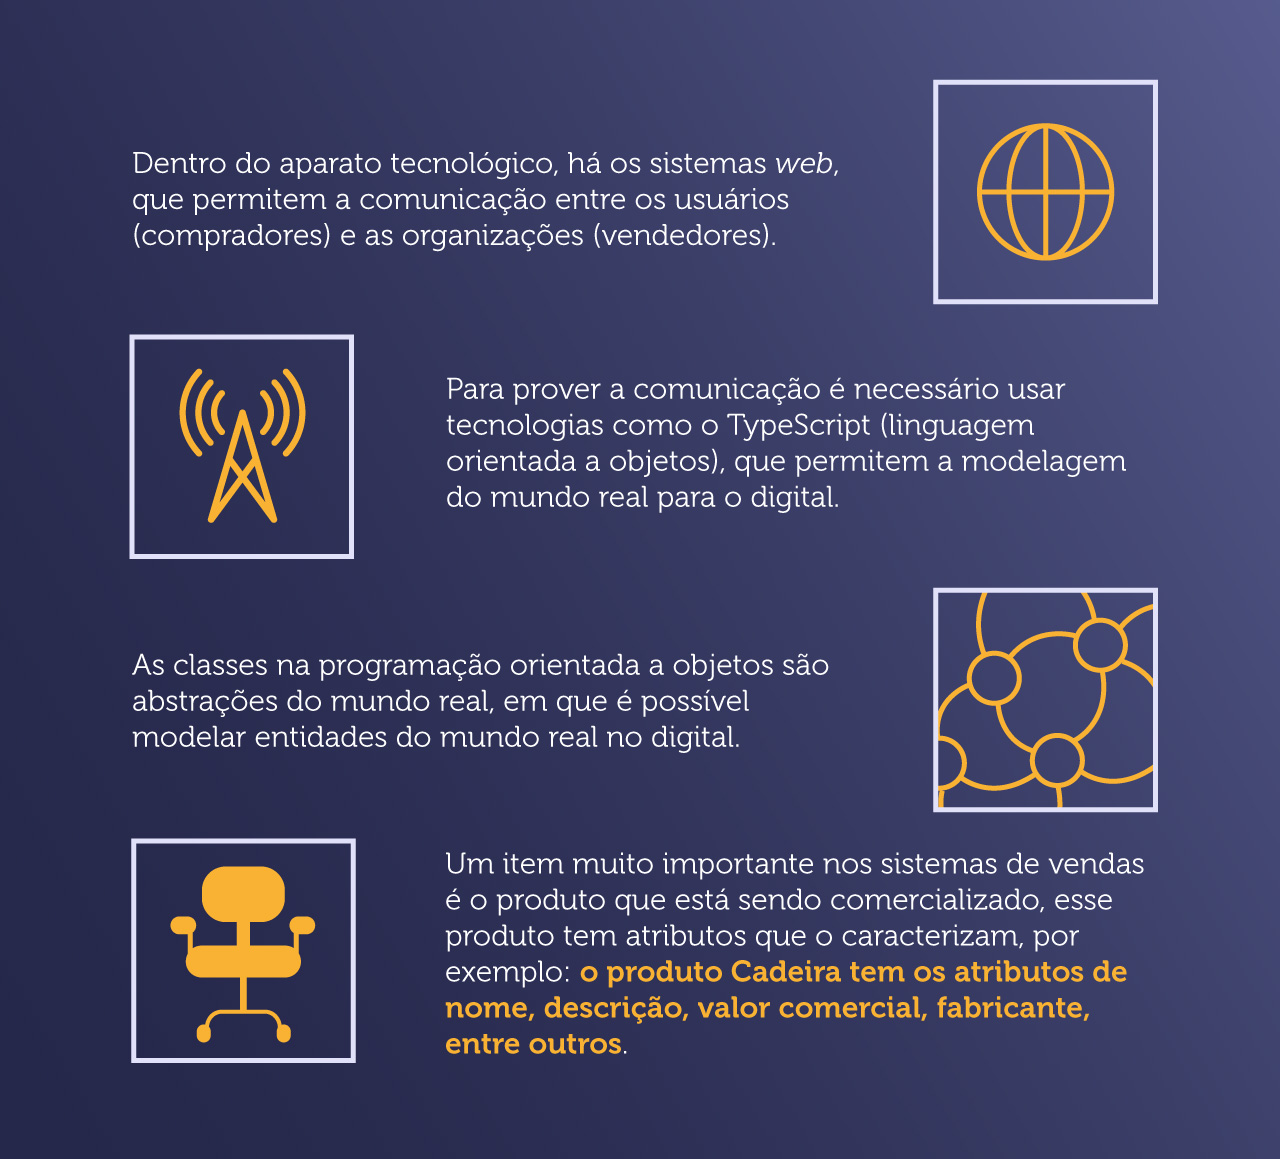 Dentro do aparato tecnológico, há os sistemas web,
que permitem a comunicação entre os usuários
(compradores) e as organizações (vendedores).
Para prover a comunicação é necessário usar
tecnologias como o TypeScript (linguagem
orientada a objetos), que permitem a modelagem
do mundo real para o digital.
As classes na programação orientada a objetos são
abstrações do mundo real, em que é possível
modelar entidades do mundo real no digital.
Um item muito importante nos sistemas de vendas
é o produto que está sendo comercializado, esse
produto tem atributos que o caracterizam, por
exemplo: o produto Cadeira tem os atributos de
nome, descrição, valor comercial, fabricante,
entre outros.